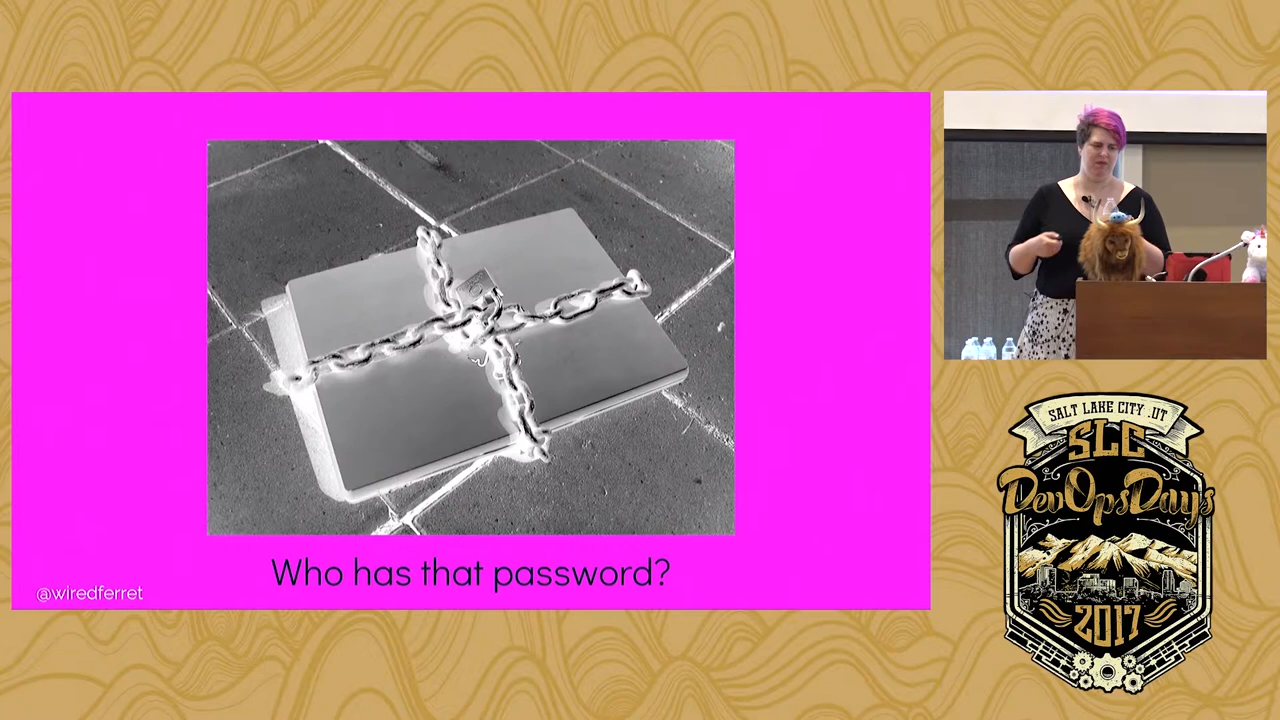 Who has that password?
@wiredferret
SALT LAKE CITY .UT
SLC
DevOpsDays
2017